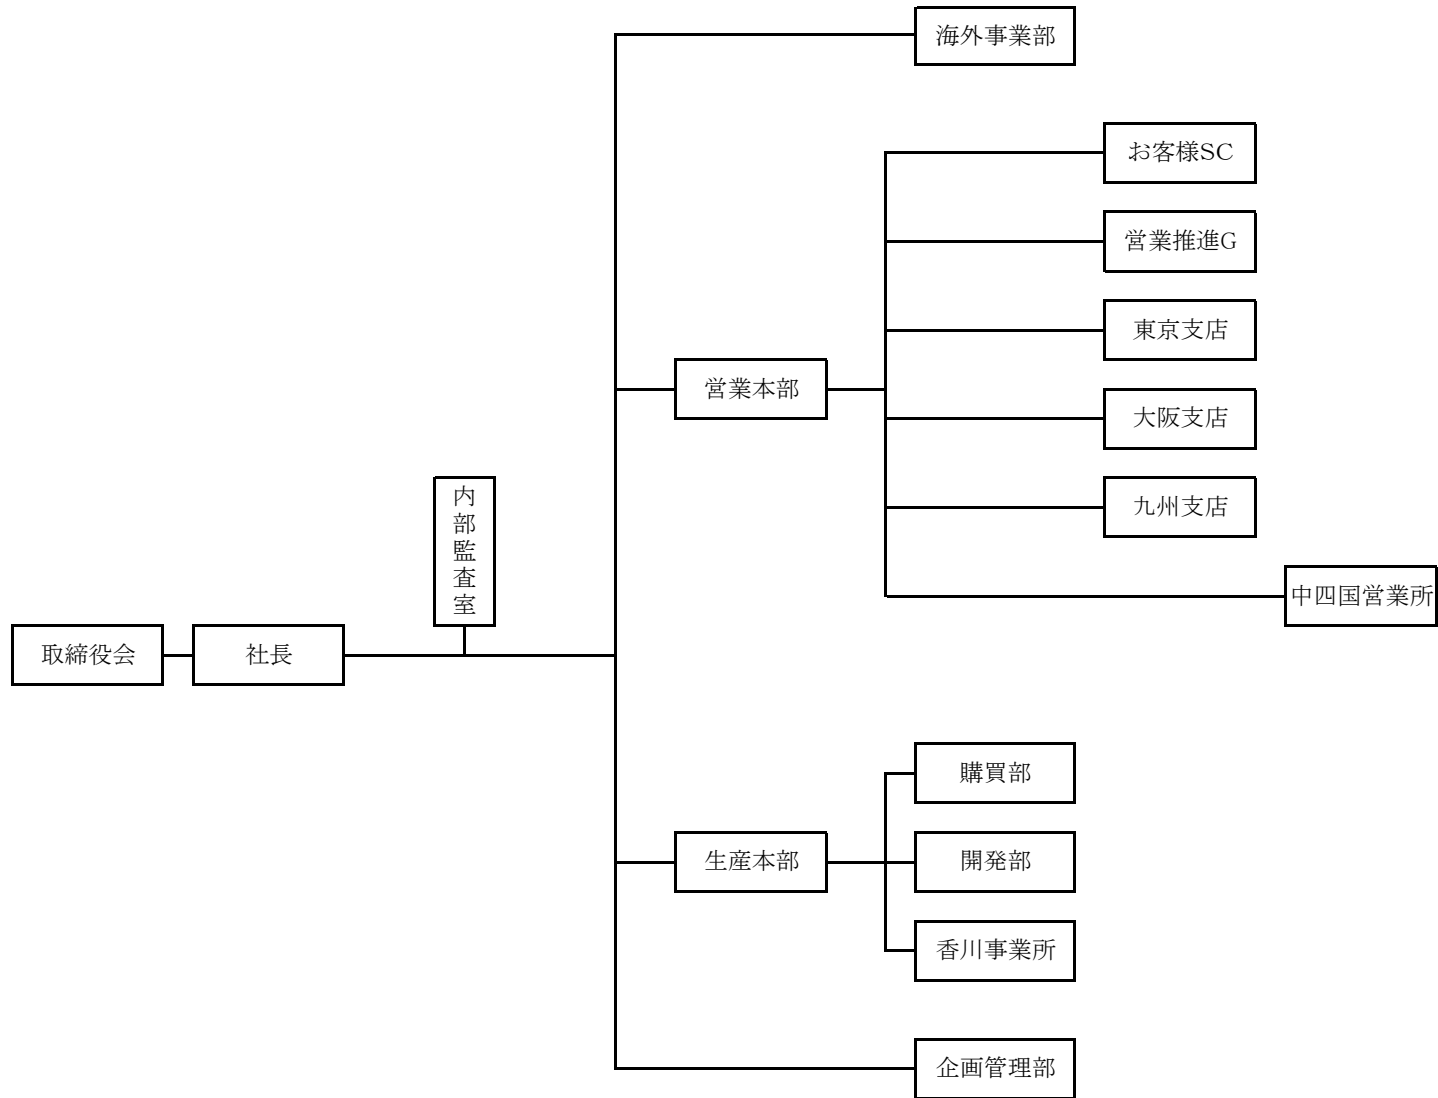 海外事業部
お客様SC
営業推進G
東京支店
営業本部
大阪支店
九州支店
内部監査室
中四国営業所
取締役会
社長
購買部
生産本部
開発部
香川事業所
企画管理部